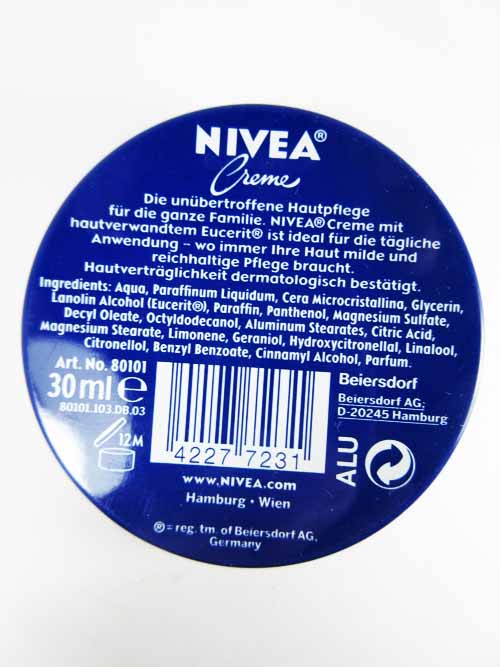 NIVEA®
Creme
Die unübertroffene Hautpflege
für die ganze Familie. NIVEA® Creme mit
hautverwandtem Eucerit® ist ideal für die tägliche
Anwendung – wo immer Ihre Haut milde und
reichhaltige Pflege braucht.
Hautverträglichkeit dermatologisch bestätigt.
Ingredients: Aqua, Paraffinum Liquidum, Cera Microcristallina, Glycerin,
Lanolin Alcohol (Eucerit®), Paraffin, Panthenol, Magnesium Sulfate,
Decyl Oleate, Octyldodecanol, Aluminum Stearates, Citric Acid,
Magnesium Stearate, Limonene, Geraniol, Hydroxycitronellal, Linalool,
Citronellol, Benzyl Benzoate, Cinnamyl Alcohol, Parfum.
Art. No. 80101
30 ml e
80101.103.DB.03
12M
4227 7231
Beiersdorf
Beiersdorf AG,
D-20245 Hamburg
ALU
www.NIVEA.com
Hamburg · Wien
® = reg. tm. of Beiersdorf AG,
Germany